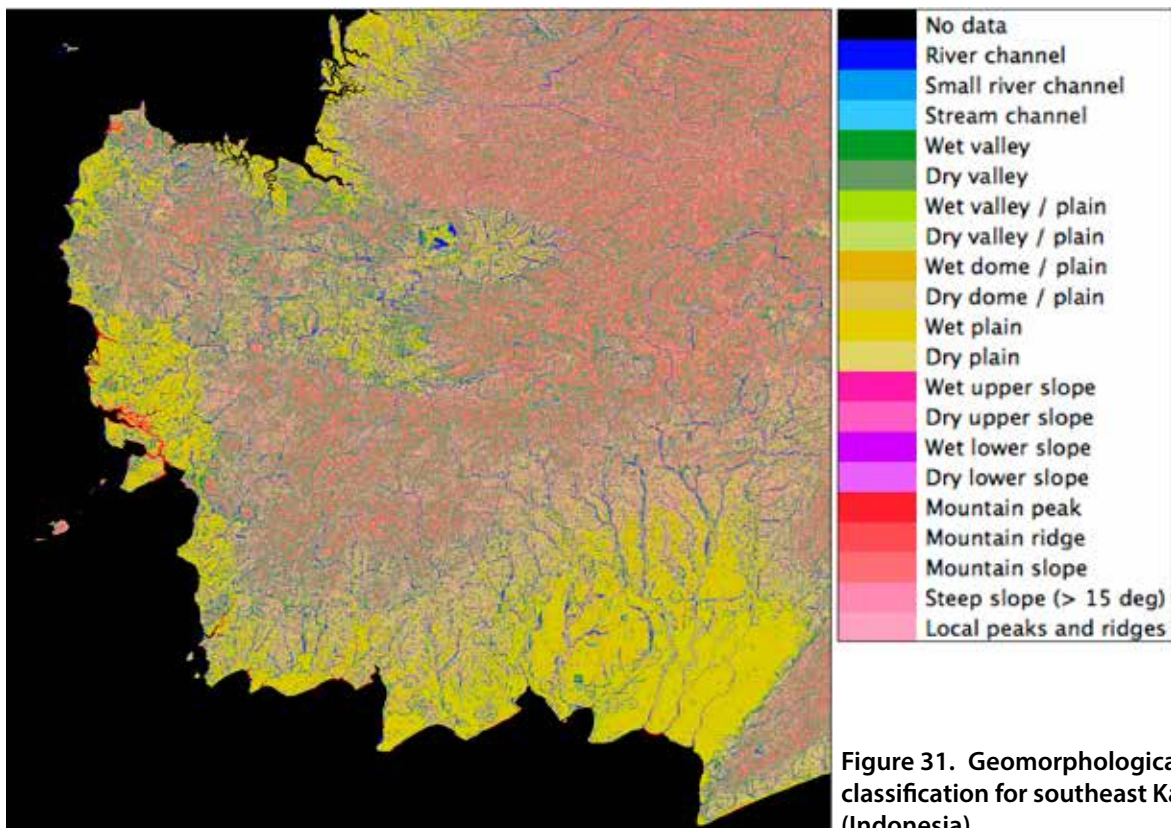 No data
River channel
Small river channel
Stream channel
Wet valley
Dry valley
Wet valley / plain
Dry valley / plain
Wet dome / plain
Dry dome / plain
Wet plain
Dry plain
Wet upper slope
Dry upper slope
Wet lower slope
Dry lower slope
Mountain peak
Mountain ridge
Mountain slope
Steep slope (> 15 deg)
Local peaks and ridges
Figure 31. Geomorphologica
classification for southeast Ka
(Indonesia)